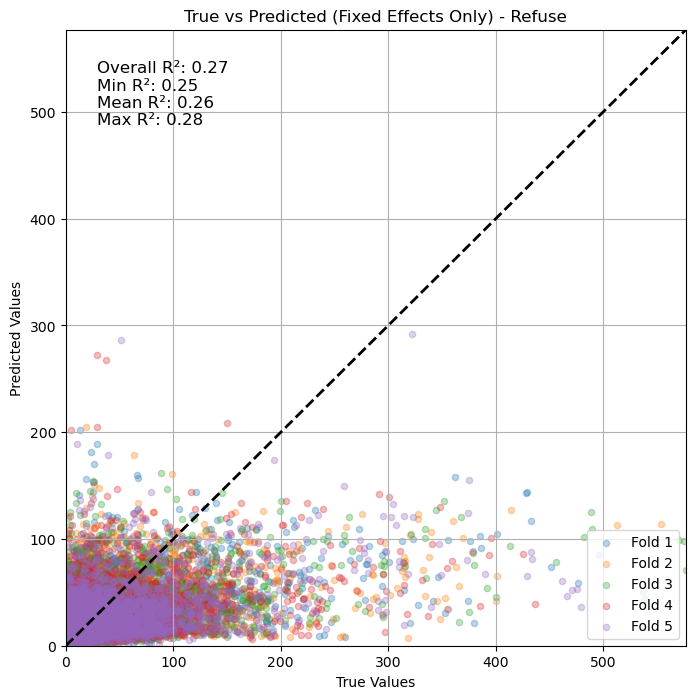 True vs Predicted (Fixed Effects Only) - Refuse
Overall R²: 0.27
Min R²: 0.25
Mean R²: 0.26
Max R²: 0.28
500
400
300
200
100
0
Predicted Values
Fold 1
Fold 2
Fold 3
Fold 4
Fold 5
0 100 200 300 400 500
True Values